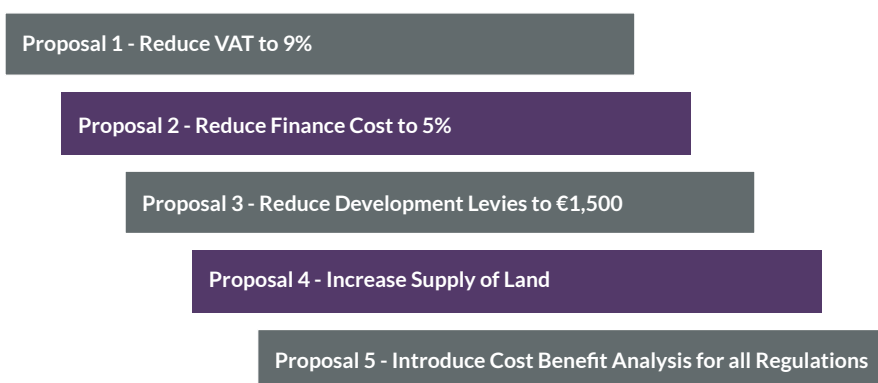 Proposal 1 - Reduce VAT to 9%
Proposal 2 - Reduce Finance Cost to 5%
Proposal 3 - Reduce Development Levies to €1,500
Proposal 4 - Increase Supply of Land
Proposal 5 - Introduce Cost Benefit Analysis for all Regulations